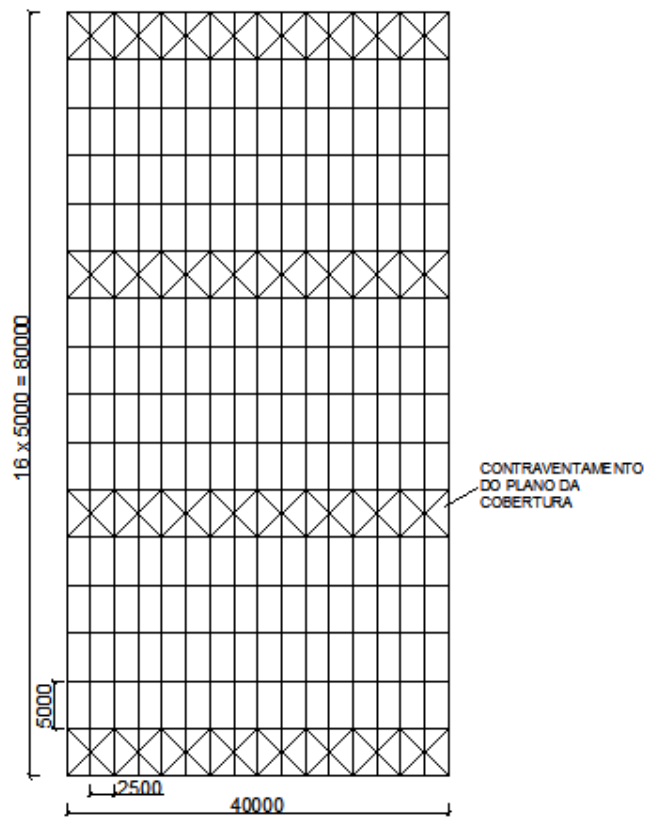 16 x 5000 = 80000
CONTRAVENTAMENTO
DO PLANO DA
COBERTURA
5000
2500
40000